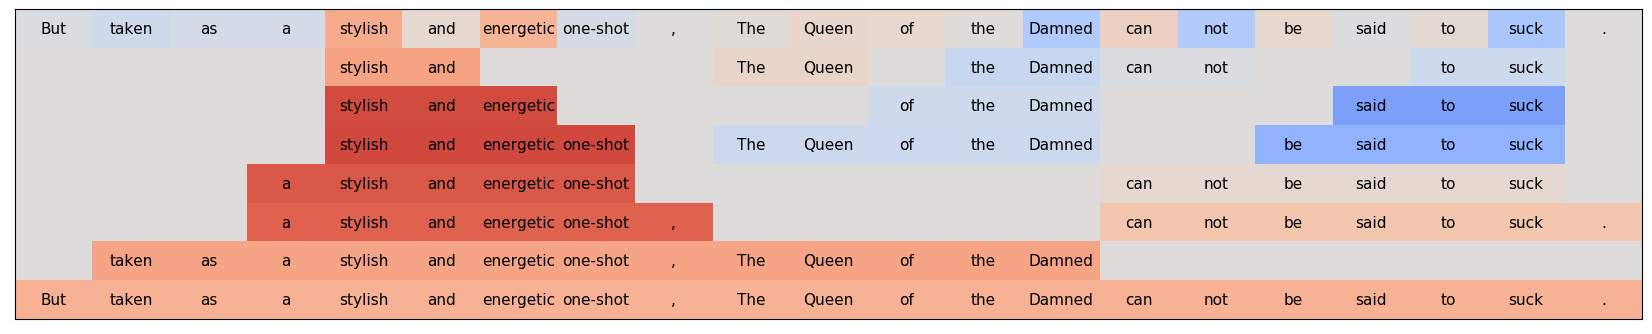 But taken as a stylish and energetic one-shot , The Queen of the Damned can not be said to suck .
stylish and The Queen the Damned can not to suck
stylish and energetic of the Damned said to suck
stylish and energetic one-shot The Queen of the Damned be said to suck
a stylish and energetic one-shot can not be said to suck
a stylish and energetic one-shot , can not be said to suck .
taken as a stylish and energetic one-shot , The Queen of the Damned
But taken as a stylish and energetic one-shot , The Queen of the Damned can not be said to suck .